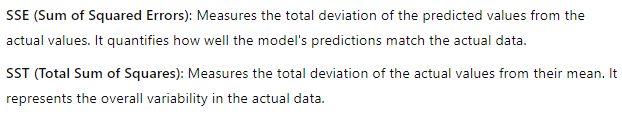 SSE (Sum of Squared Errors): Measures the total deviation of the predicted values from the
actual values. It quantifies how well the model's predictions match the actual data.
SST (Total Sum of Squares): Measures the total deviation of the actual values from their mean. It
represents the overall variability in the actual data.